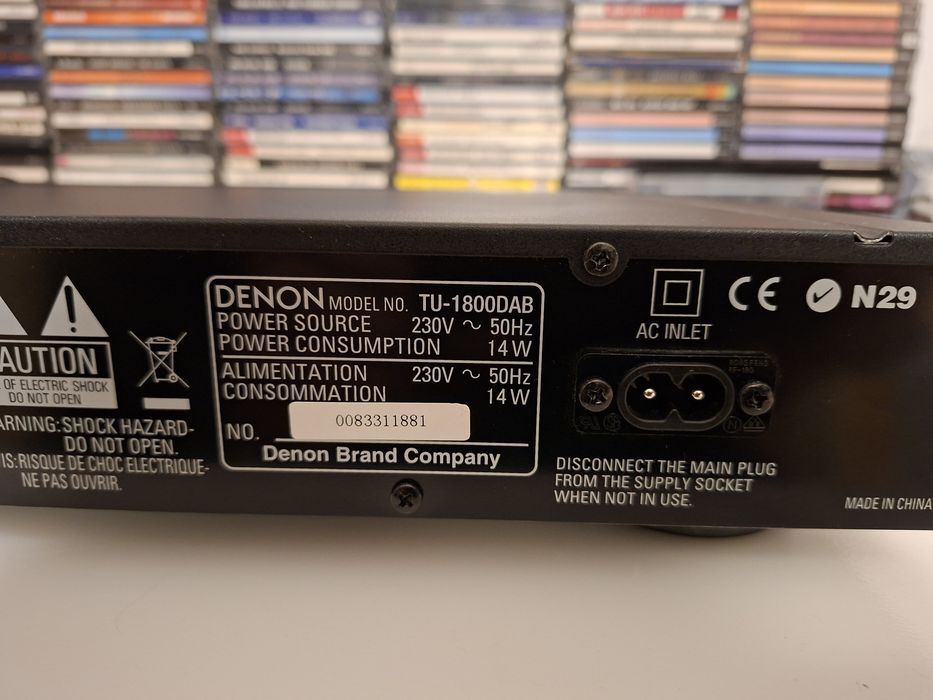 AUTION
OF ELECTRIC SHOCK
DO NOT OPEN
ARNING: SHOCK HAZARD-
DO NOT OPEN.
IS: RISQUE DE CHOC ELECTRIQUE-
NE PAS OUVRIR.
DENON MODEL NO. TU-1800DAB
POWER SOURCE 230V ~ 50Hz
POWER CONSUMPTION 14W
ALIMENTATION 230V ~ 50Hz
CONSOMMATION 14W
NO. 0083311881
Denon Brand Company
CE N29
AC INLET
DISCONNECT THE MAIN PLUG
FROM THE SUPPLY SOCKET
WHEN NOT IN USE.
MADE IN CHINA